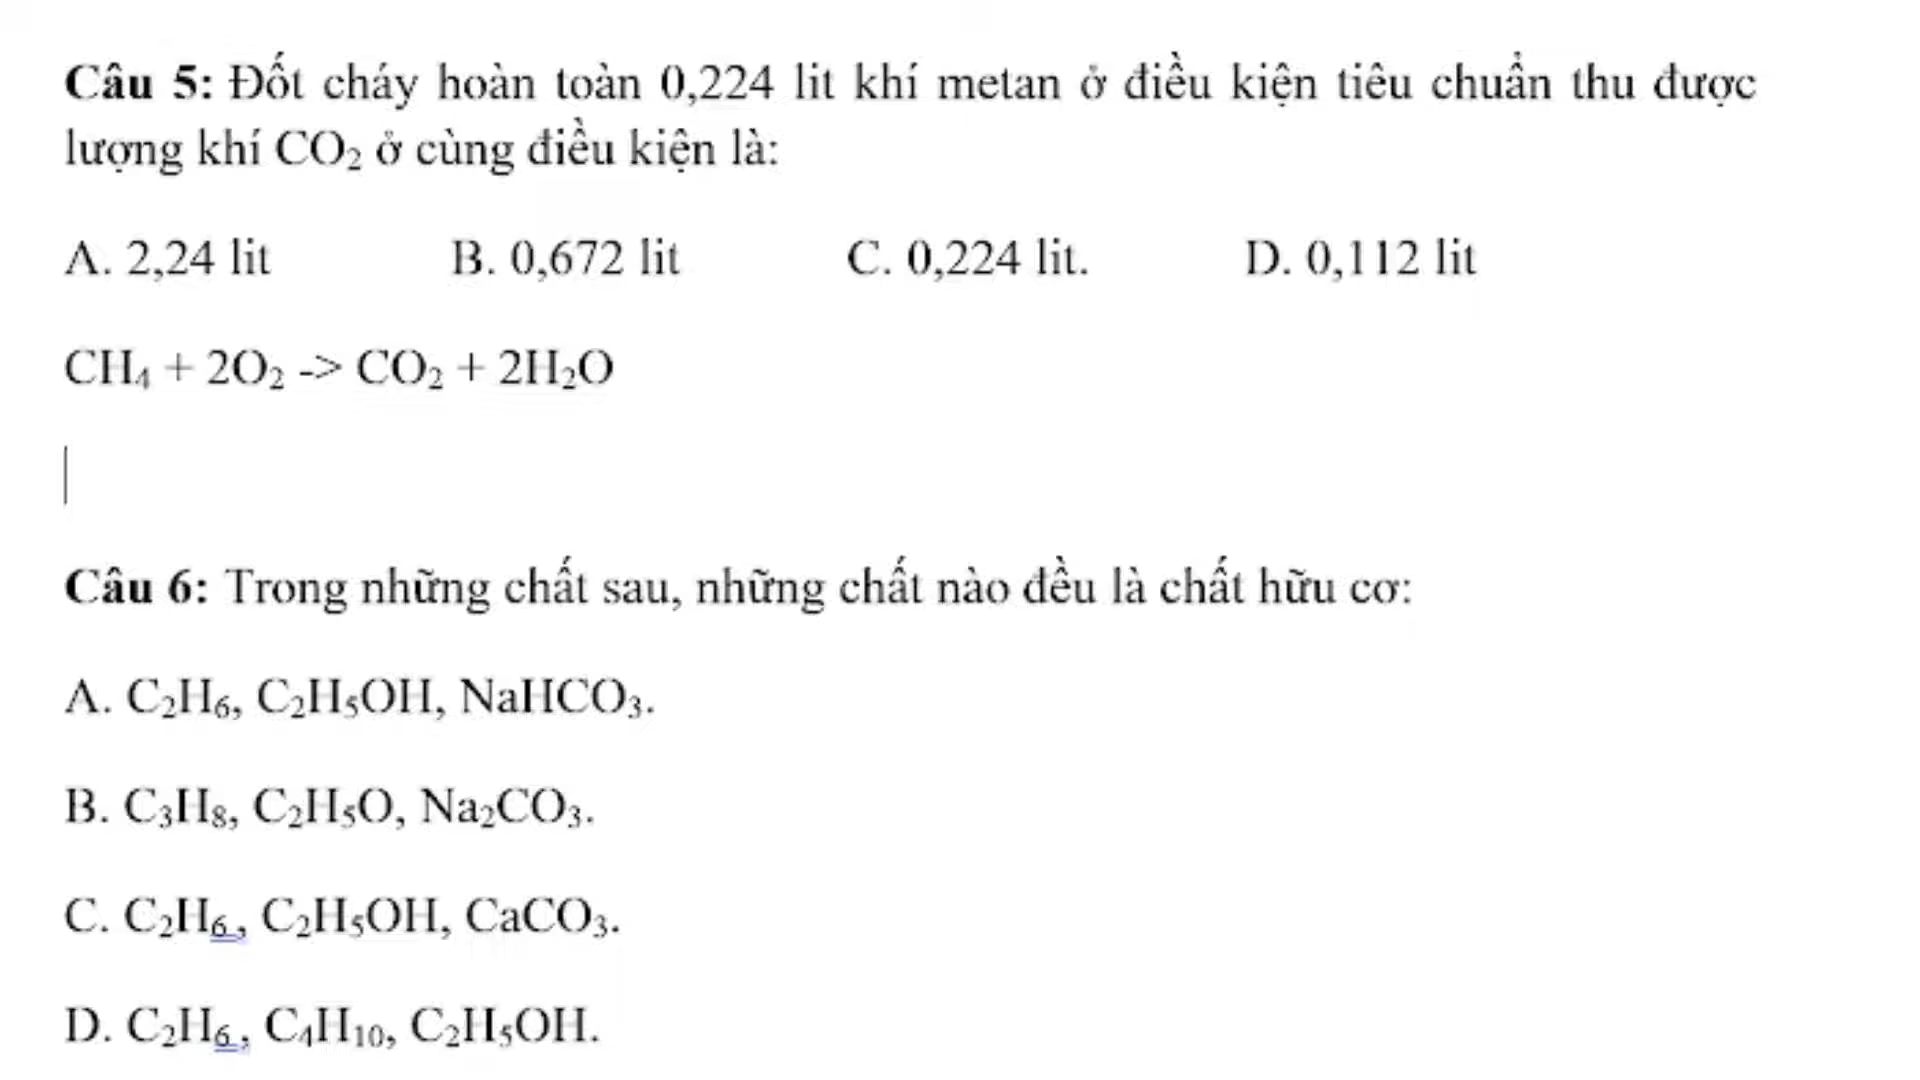 Câu 5: Đốt cháy hoàn toàn 0,224 lit khí metan ở điều kiện tiêu chuẩn thu được
lượng khí CO₂ ở cùng điều kiện là:
A. 2,24 lit B. 0,672 lit C. 0,224 lit. D. 0,112 lit
CH₄ + 2O₂ -> CO₂ + 2H₂O
Câu 6: Trong những chất sau, những chất nào đều là chất hữu cơ:
A. C₂H₆, C₂H₅OH, NaHCO₃.
B. C₃H₈, C₂H₅O, Na₂CO₃.
C. C₂H₆ , C₂H₅OH, CaCO₃.
D. C₂H₆ , C₄H₁₀, C₂H₅OH.